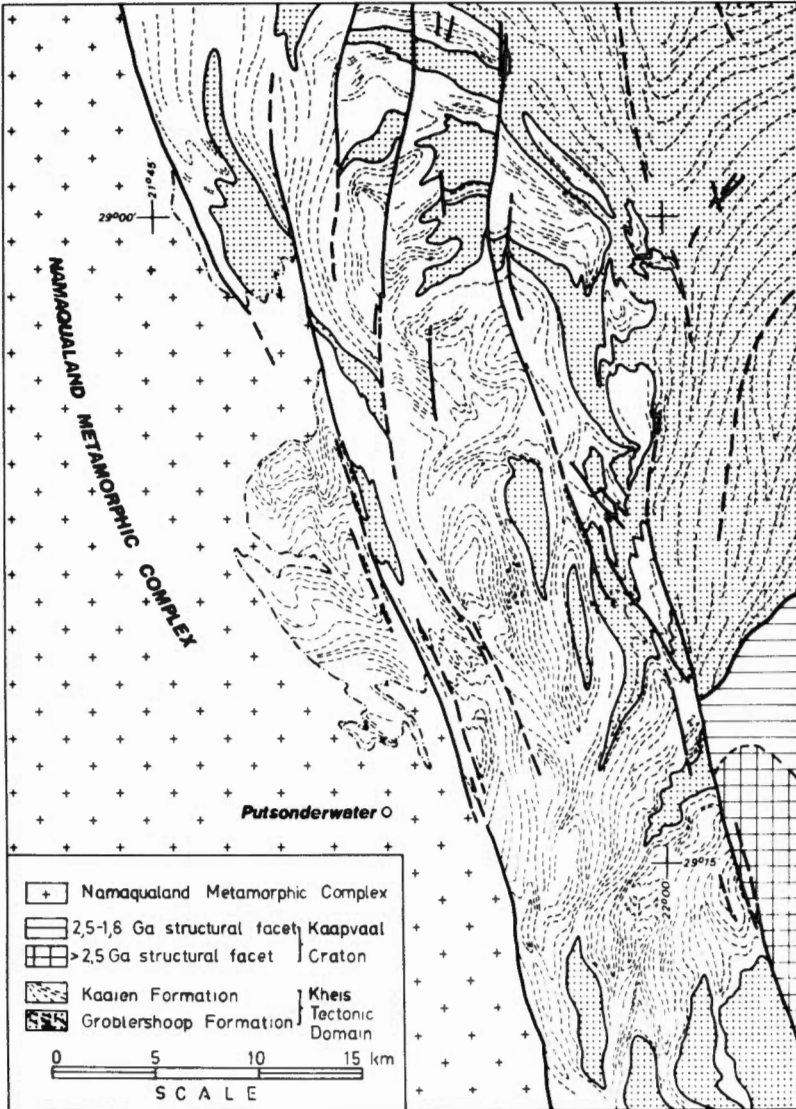 21°45'
29°00'
NAMAQUALAND METAMORPHIC COMPLEX
Putsonderwater
29°15'
22°00'
Namaqualand Metamorphic Complex
2,5-1,8 Ga structural facet Kaapvaal
>2,5 Ga structural facet Craton
Kaaien Formation Kheis
Groblershoop Formation Tectonic
Domain
0 5 10 15 km
SCALE